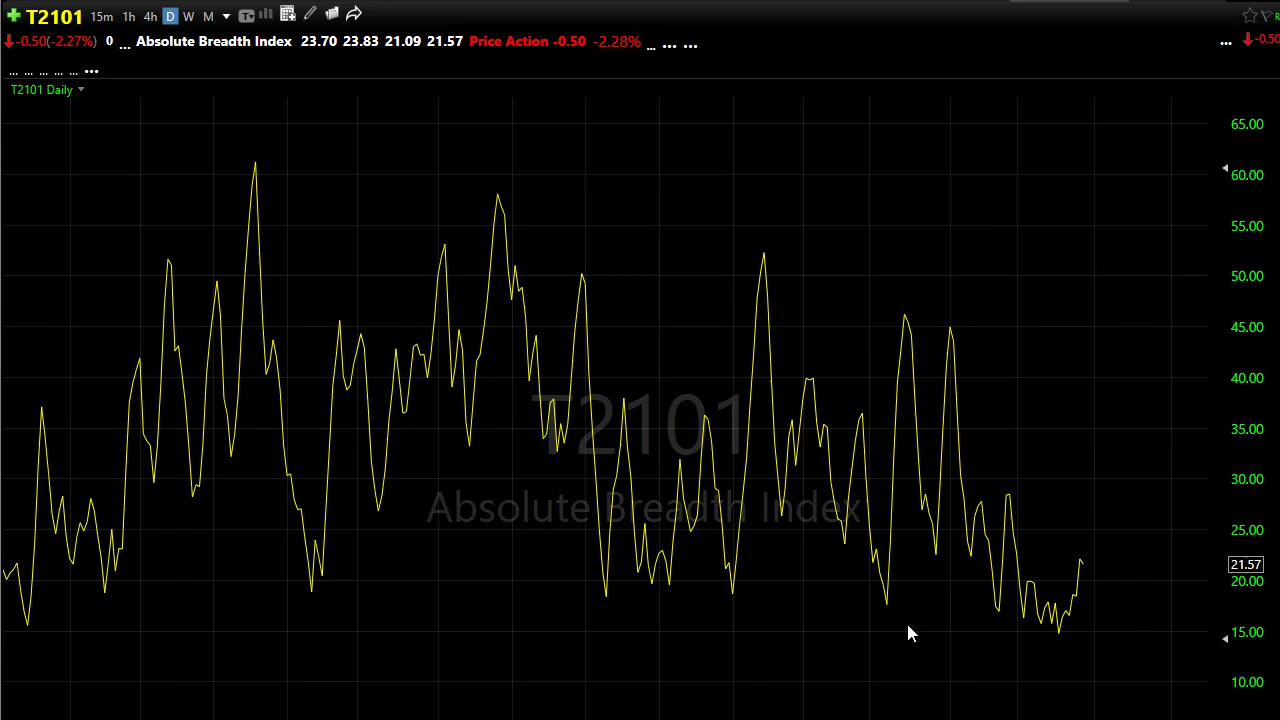 T2101 15m 1h 4h D W M
-0.50(-2.27%) 0 ... Absolute Breadth Index 23.70 23.83 21.09 21.57 Price Action -0.50 -2.28% ... ... ... ... -0.50
... ... ... ... ... ...
T2101 Daily
65.00
60.00
55.00
50.00
45.00
40.00
35.00
30.00
25.00
21.57
20.00
15.00
10.00
T2101
Absolute Breadth Index